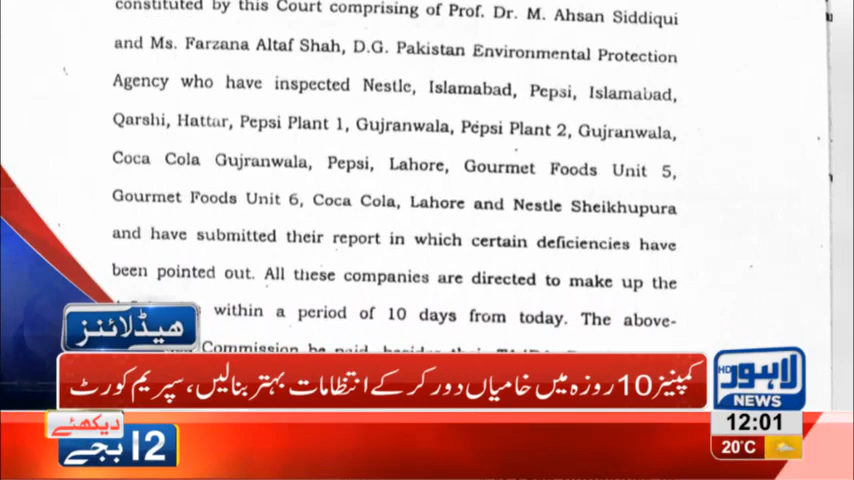 constituted by this Court comprising of Prof. Dr. M. Ahsan Siddiqui
and Ms. Farzana Altaf Shah, D.G. Pakistan Environmental Protection
Agency who have inspected Nestle, Islamabad, Pepsi, Islamabad,
Qarshi, Hattar, Pepsi Plant 1, Gujranwala, Pepsi Plant 2, Gujranwala,
Coca Cola Gujranwala, Pepsi, Lahore, Gourmet Foods Unit 5,
Gourmet Foods Unit 6, Coca Cola, Lahore and Nestle Sheikhupura
and have submitted their report in which certain deficiencies have
been pointed out. All these companies are directed to make up the
within a period of 10 days from today. The above-
Commission be paid, besides their
ہیڈلائنز
کمپنیز 10 روزہ میں خامیاں دور کر کے انتظامات بہتر بنالیں، سپریم کورٹ
HD لاہور
NEWS
12:01
20°C
دیکھئے
12 بجے